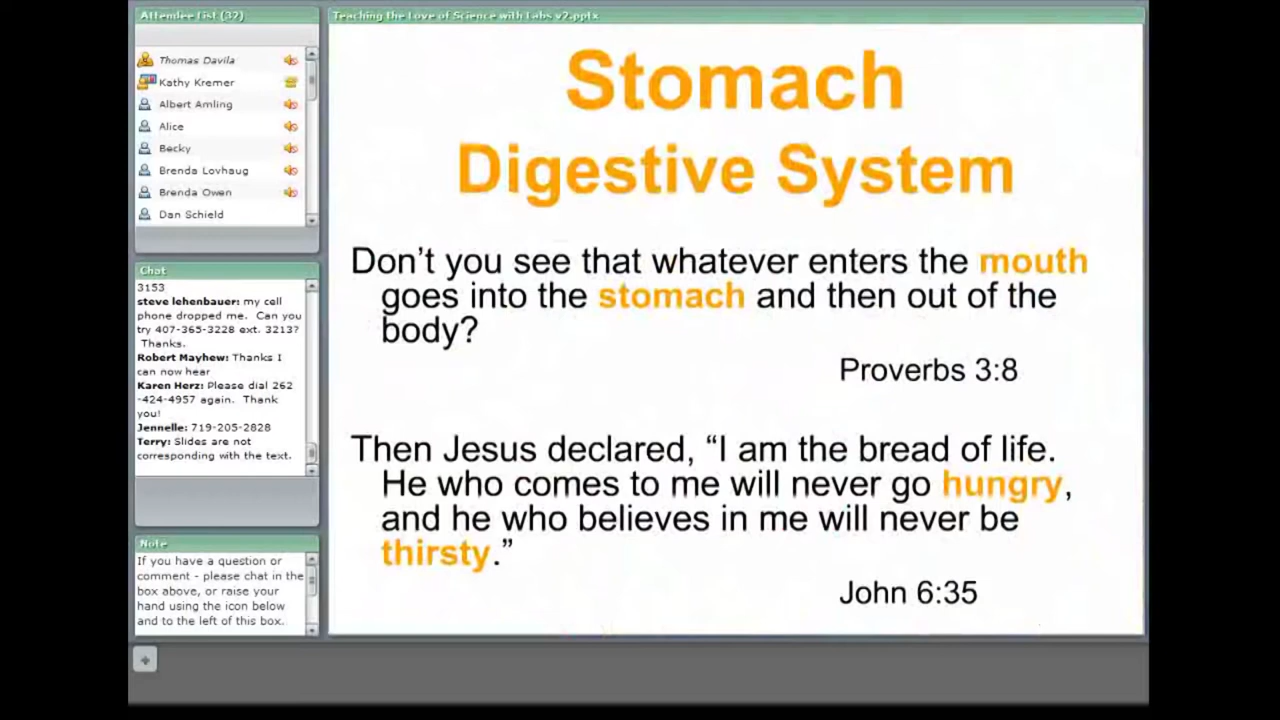 Attendee List (32)
Thomas Davila
Kathy Kremer
Albert Amling
Alice
Becky
Brenda Lovhaug
Brenda Owen
Dan Schield
Chat
3153
steve lehenbauer: my cell
phone dropped me. Can you
try 407-365-3228 ext. 3213?
Thanks.
Robert Mayhew: Thanks I
can now hear
Karen Herz: Please dial 262
-424-4957 again. Thank
you!
Jennelle: 719-205-2828
Terry: Slides are not
corresponding with the text.
Note
If you have a question or
comment - please chat in the
box above, or raise your
hand using the icon below
and to the left of this box.
Teaching the Love of Science with Labs v2.pptx
Stomach
Digestive System
Don’t you see that whatever enters the mouth
goes into the stomach and then out of the
body?
Proverbs 3:8
Then Jesus declared, “I am the bread of life.
He who comes to me will never go hungry,
and he who believes in me will never be
thirsty.”
John 6:35